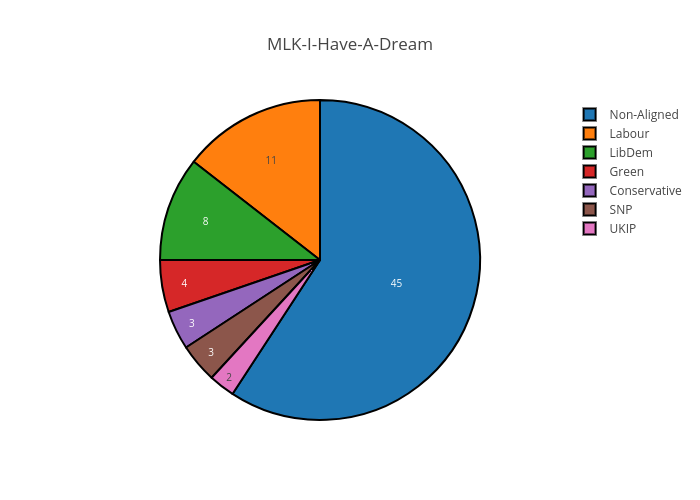 MLK-I-Have-A-Dream
Non-Aligned
Labour
LibDem
Green
Conservative
SNP
UKIP
11
8
45
4
3
3
2